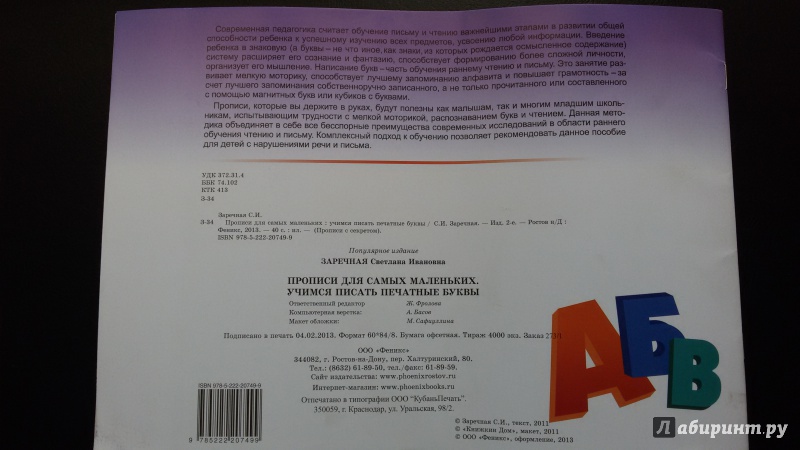 Современная педагогика считает обучение письму и чтению важнейшими этапами в развитии общей
способности ребенка к успешному изучению всех предметов, усвоению любой информации. Введение
ребенка в знаковую (а буквы – не что иное, как знаки, из которых рождается осмысленное содержание)
систему расширяет его сознание и фантазию, способствует формированию более сложной личности,
организует его мышление. Написание букв – часть обучения раннему чтению и письму. Это занятие раз-
вивает мелкую моторику, способствует лучшему запоминанию алфавита и повышает грамотность – за
счет лучшего запоминания собственноручно записанного, а не только прочитанного или составленного
с помощью магнитных букв или кубиков с буквами.
Прописи, которые вы держите в руках, будут полезны как малышам, так и многим младшим школь-
никам, испытывающим трудности с мелкой моторикой, распознаванием букв и чтением. Данная мето-
дика объединяет в себе все бесспорные преимущества современных исследований в области раннего
обучения чтению и письму. Комплексный подход к обучению позволяет рекомендовать данное пособие
для детей с нарушениями речи и письма.
УДК 372.31.4
ББК 74.102
КТК 413
З-34
Заречная С.И.
З-34 Прописи для самых маленьких : учимся писать печатные буквы / С.И. Заречная. — Изд. 2-е. — Ростов н/Д :
Феникс, 2013. — 40 с. : ил. — (Прописи с секретом).
ISBN 978-5-222-20749-9
Популярное издание
ЗАРЕЧНАЯ Светлана Ивановна
ПРОПИСИ ДЛЯ САМЫХ МАЛЕНЬКИХ.
УЧИМСЯ ПИСАТЬ ПЕЧАТНЫЕ БУКВЫ
Ответственный редактор Ж. Фролова
Компьютерная верстка: А. Басов
Макет обложки: М. Сафиуллина
Подписано в печать 04.02.2013. Формат 60*84/8. Бумага офсетная. Тираж 4000 экз. Заказ 273/1
ООО «Феникс»
344082, г. Ростов-на-Дону, пер. Халтуринский, 80.
Тел.: (8632) 61-89-50, тел./факс 61-89-59.
Сайт издательства: www.phoenixrostov.ru
Интернет-магазин: www.phoenixbooks.ru
Отпечатано в типографии ООО "КубаньПечать".
350059, г. Краснодар, ул. Уральская, 98/2.
АБВ
ISBN 978-5-222-20749-9
9 785222 207499
© Заречная С.И., текст, 2011
© «Книжкин Дом», макет, 2011
© ООО «Феникс», оформление, 2013
Лабиринт.ру